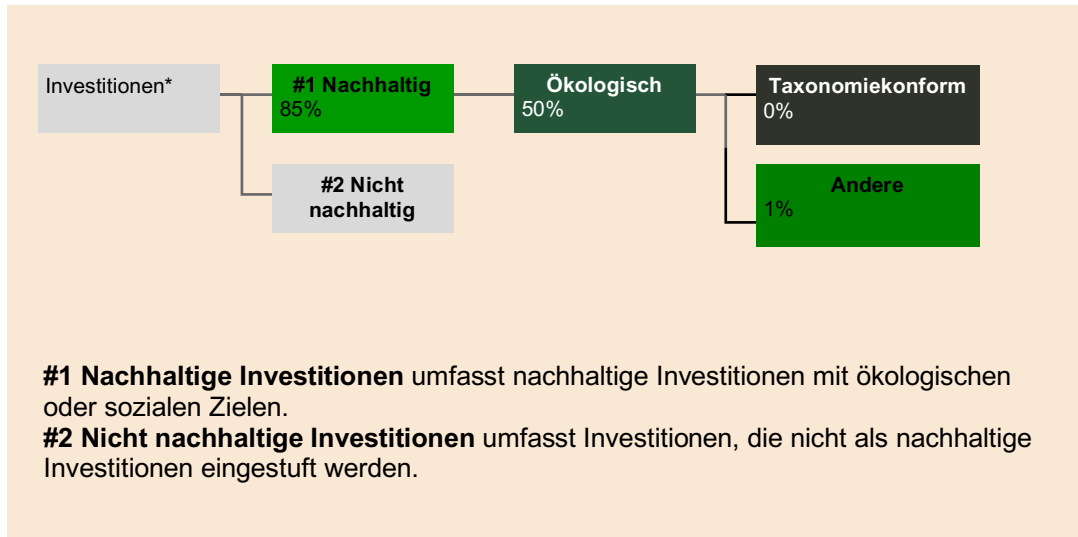 Investitionen*
#1 Nachhaltig
85%
Ökologisch
50%
Taxonomiekonform
0%
#2 Nicht
nachhaltig
Andere
1%
#1 Nachhaltige Investitionen umfasst nachhaltige Investitionen mit ökologischen
oder sozialen Zielen.
#2 Nicht nachhaltige Investitionen umfasst Investitionen, die nicht als nachhaltige
Investitionen eingestuft werden.